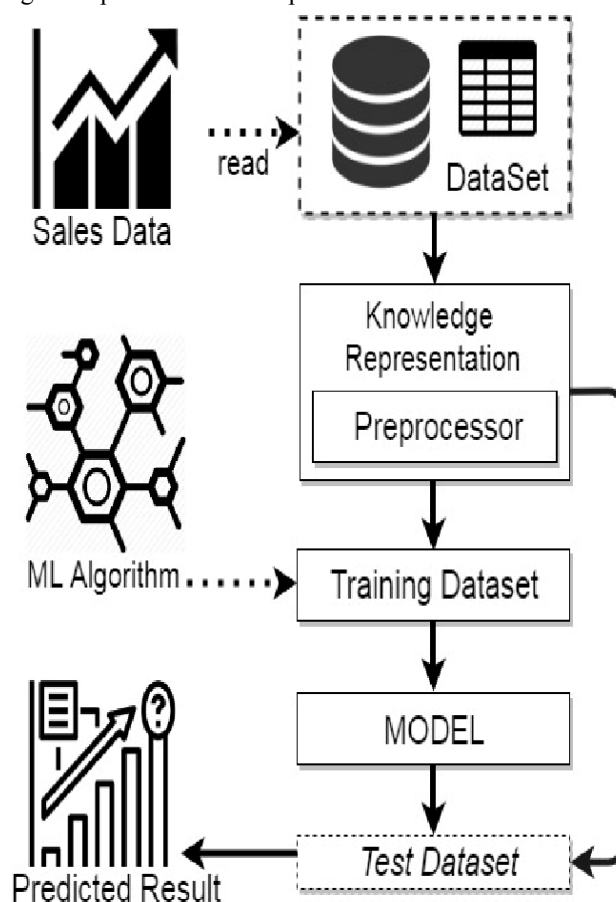 DataSet
read
Sales Data
Knowledge
Representation
Preprocessor
ML Algorithm
Training Dataset
MODEL
?
Test Dataset
Predicted Result